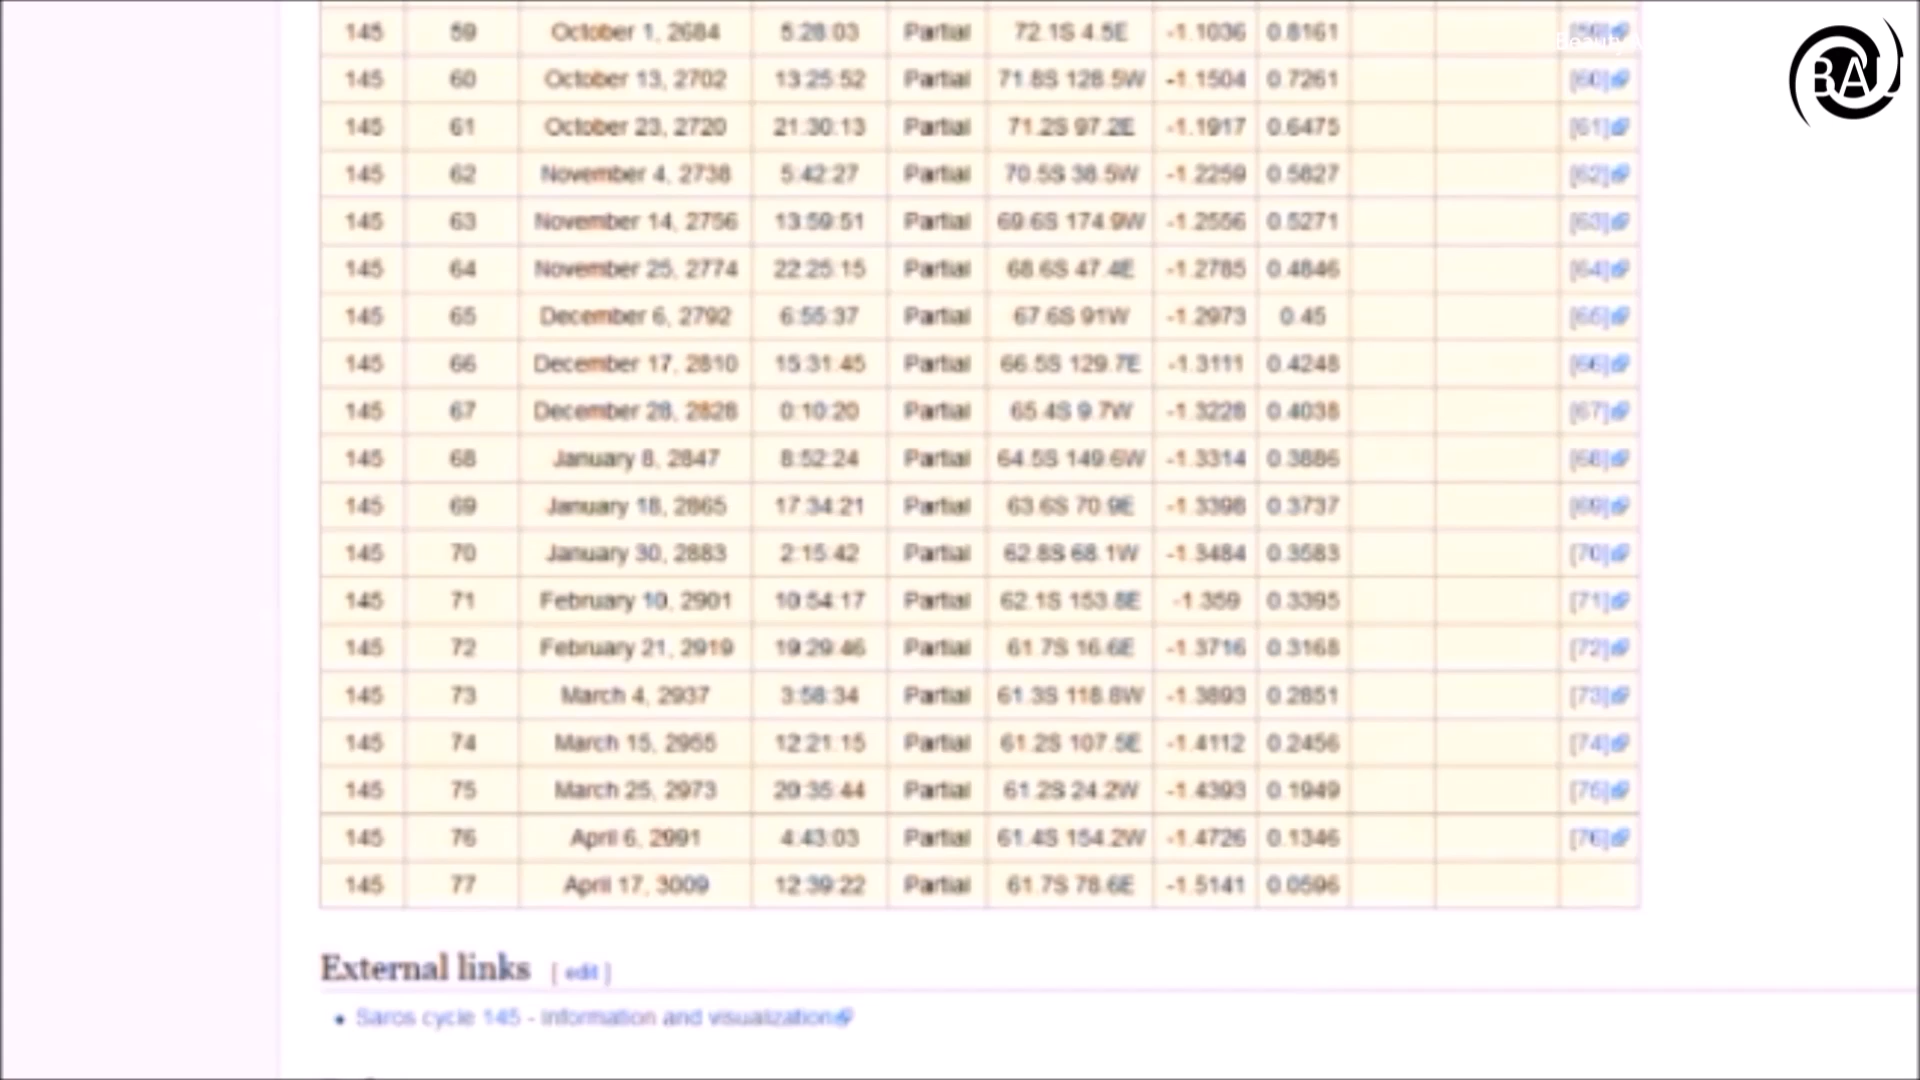 145 59 October 1, 2684 5:28:03 Partial 72.1S 4.5E -1.1036 0.8161 [59]
145 60 October 13, 2702 13:25:52 Partial 71.8S 128.5W -1.1504 0.7261 [60]
145 61 October 23, 2720 21:30:13 Partial 71.2S 97.2E -1.1917 0.6475 [61]
145 62 November 4, 2738 5:42:27 Partial 70.5S 38.5W -1.2259 0.5827 [62]
145 63 November 14, 2756 13:59:51 Partial 69.6S 174.9W -1.2556 0.5271 [63]
145 64 November 25, 2774 22:25:15 Partial 68.6S 47.4E -1.2785 0.4846 [64]
145 65 December 6, 2792 6:55:37 Partial 67.6S 91W -1.2973 0.45 [65]
145 66 December 17, 2810 15:31:45 Partial 66.5S 129.7E -1.3111 0.4248 [66]
145 67 December 28, 2828 0:10:20 Partial 65.4S 9.7W -1.3228 0.4038 [67]
145 68 January 8, 2847 8:52:24 Partial 64.5S 149.6W -1.3314 0.3886 [68]
145 69 January 18, 2865 17:34:21 Partial 63.6S 70.9E -1.3398 0.3737 [69]
145 70 January 30, 2883 2:15:42 Partial 62.8S 68.1W -1.3484 0.3583 [70]
145 71 February 10, 2901 10:54:17 Partial 62.1S 153.8E -1.359 0.3395 [71]
145 72 February 21, 2919 19:29:46 Partial 61.7S 16.6E -1.3716 0.3168 [72]
145 73 March 4, 2937 3:58:34 Partial 61.3S 118.8W -1.3893 0.2851 [73]
145 74 March 15, 2955 12:21:15 Partial 61.2S 107.5E -1.4112 0.2456 [74]
145 75 March 25, 2973 20:35:44 Partial 61.2S 24.2W -1.4393 0.1949 [75]
145 76 April 6, 2991 4:43:03 Partial 61.4S 154.2W -1.4726 0.1346 [76]
145 77 April 17, 3009 12:39:22 Partial 61.7S 78.6E -1.5141 0.0596
External links [ edit ]
• Saros cycle 145 - Information and visualization
BAU